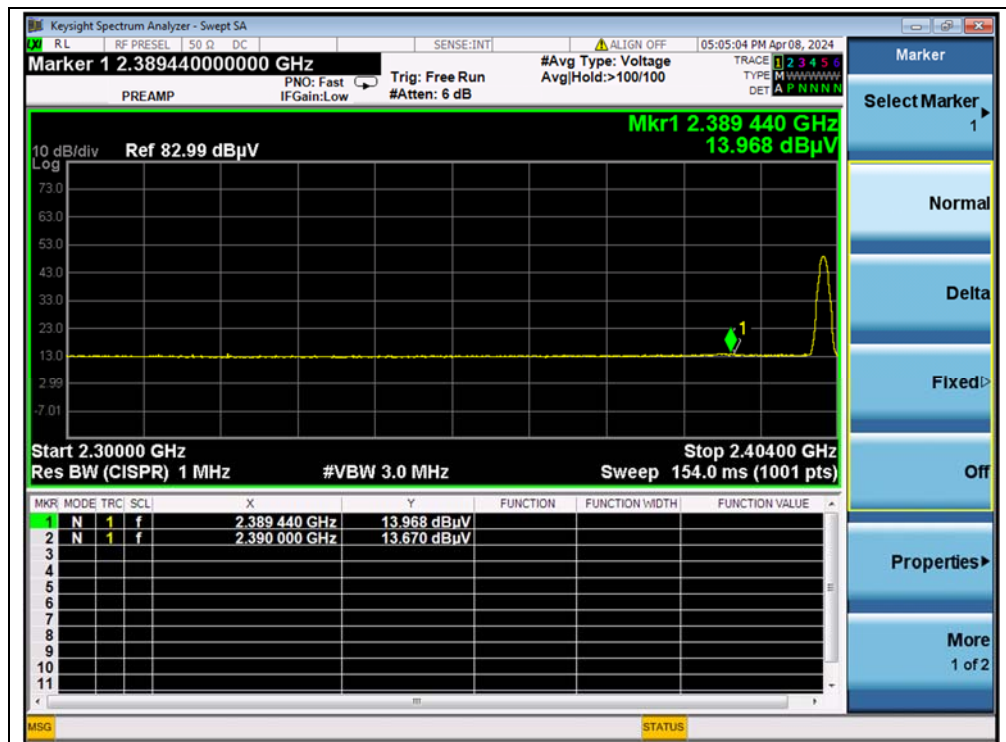 Keysight Spectrum Analyzer - Swept SA
LXI RL RF PRESEL 50 Ω DC SENSE:INT ALIGN OFF 05:05:04 PM Apr 08, 2024
Marker 1 2.389440000000 GHz
PREAMP
PNO: Fast
IFGain:Low
Trig: Free Run
#Atten: 6 dB
#Avg Type: Voltage
Avg|Hold:>100/100
TRACE 1 2 3 4 5 6
TYPE M WWWWW
DET A P N N N N
Mkr1 2.389 440 GHz
13.968 dBµV
10 dB/div Ref 82.99 dBµV
Log
73.0
63.0
53.0
43.0
33.0
23.0
13.0
2.99
-7.01
1
Start 2.30000 GHz Stop 2.40400 GHz
Res BW (CISPR) 1 MHz #VBW 3.0 MHz Sweep 154.0 ms (1001 pts)
MKR MODE TRC SCL X Y FUNCTION FUNCTION WIDTH FUNCTION VALUE
1 N 1 f 2.389 440 GHz 13.968 dBµV
2 N 1 f 2.390 000 GHz 13.670 dBµV
3
4
5
6
7
8
9
10
11
MSG STATUS
Marker
Select Marker
1
Normal
Delta
Fixed
Off
Properties
More
1 of 2